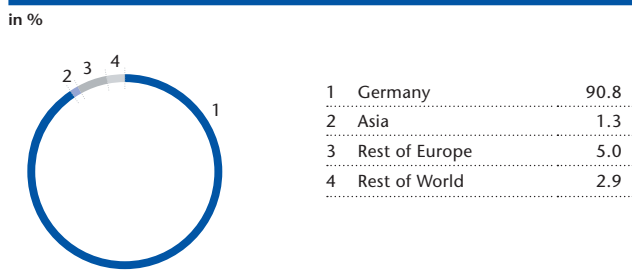 in %
2 3 4
1
1 Germany 90.8
2 Asia 1.3
3 Rest of Europe 5.0
4 Rest of World 2.9